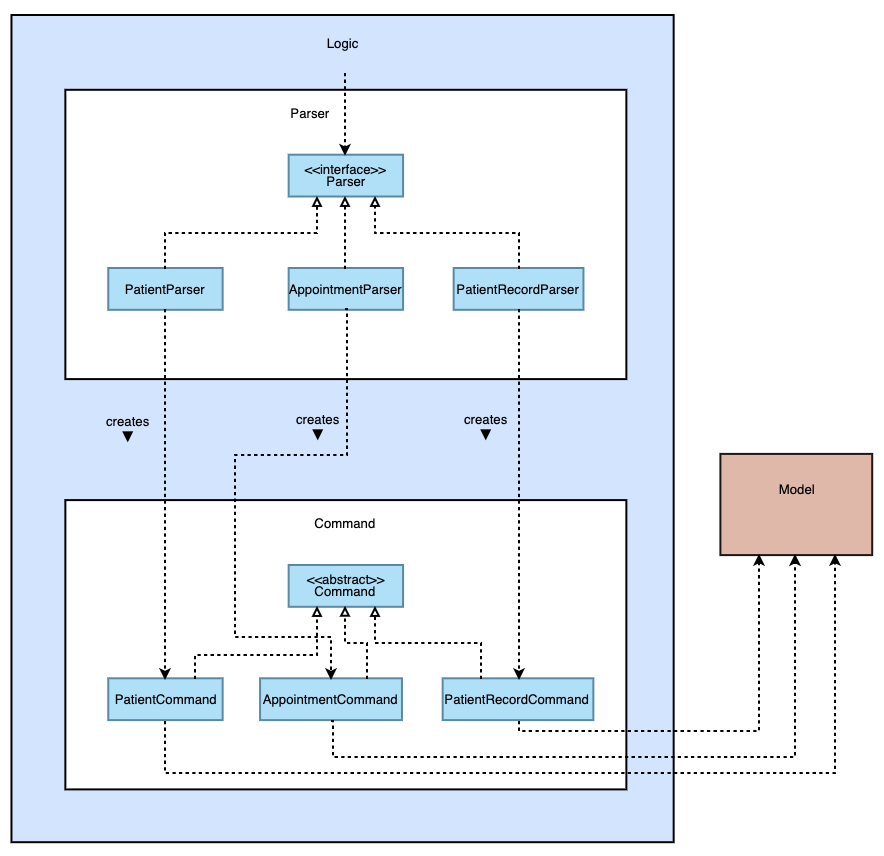 Logic
Parser
<<interface>>
Parser
PatientParser
AppointmentParser
PatientRecordParser
creates
creates
creates
Model
Command
<<abstract>>
Command
PatientCommand
AppointmentCommand
PatientRecordCommand